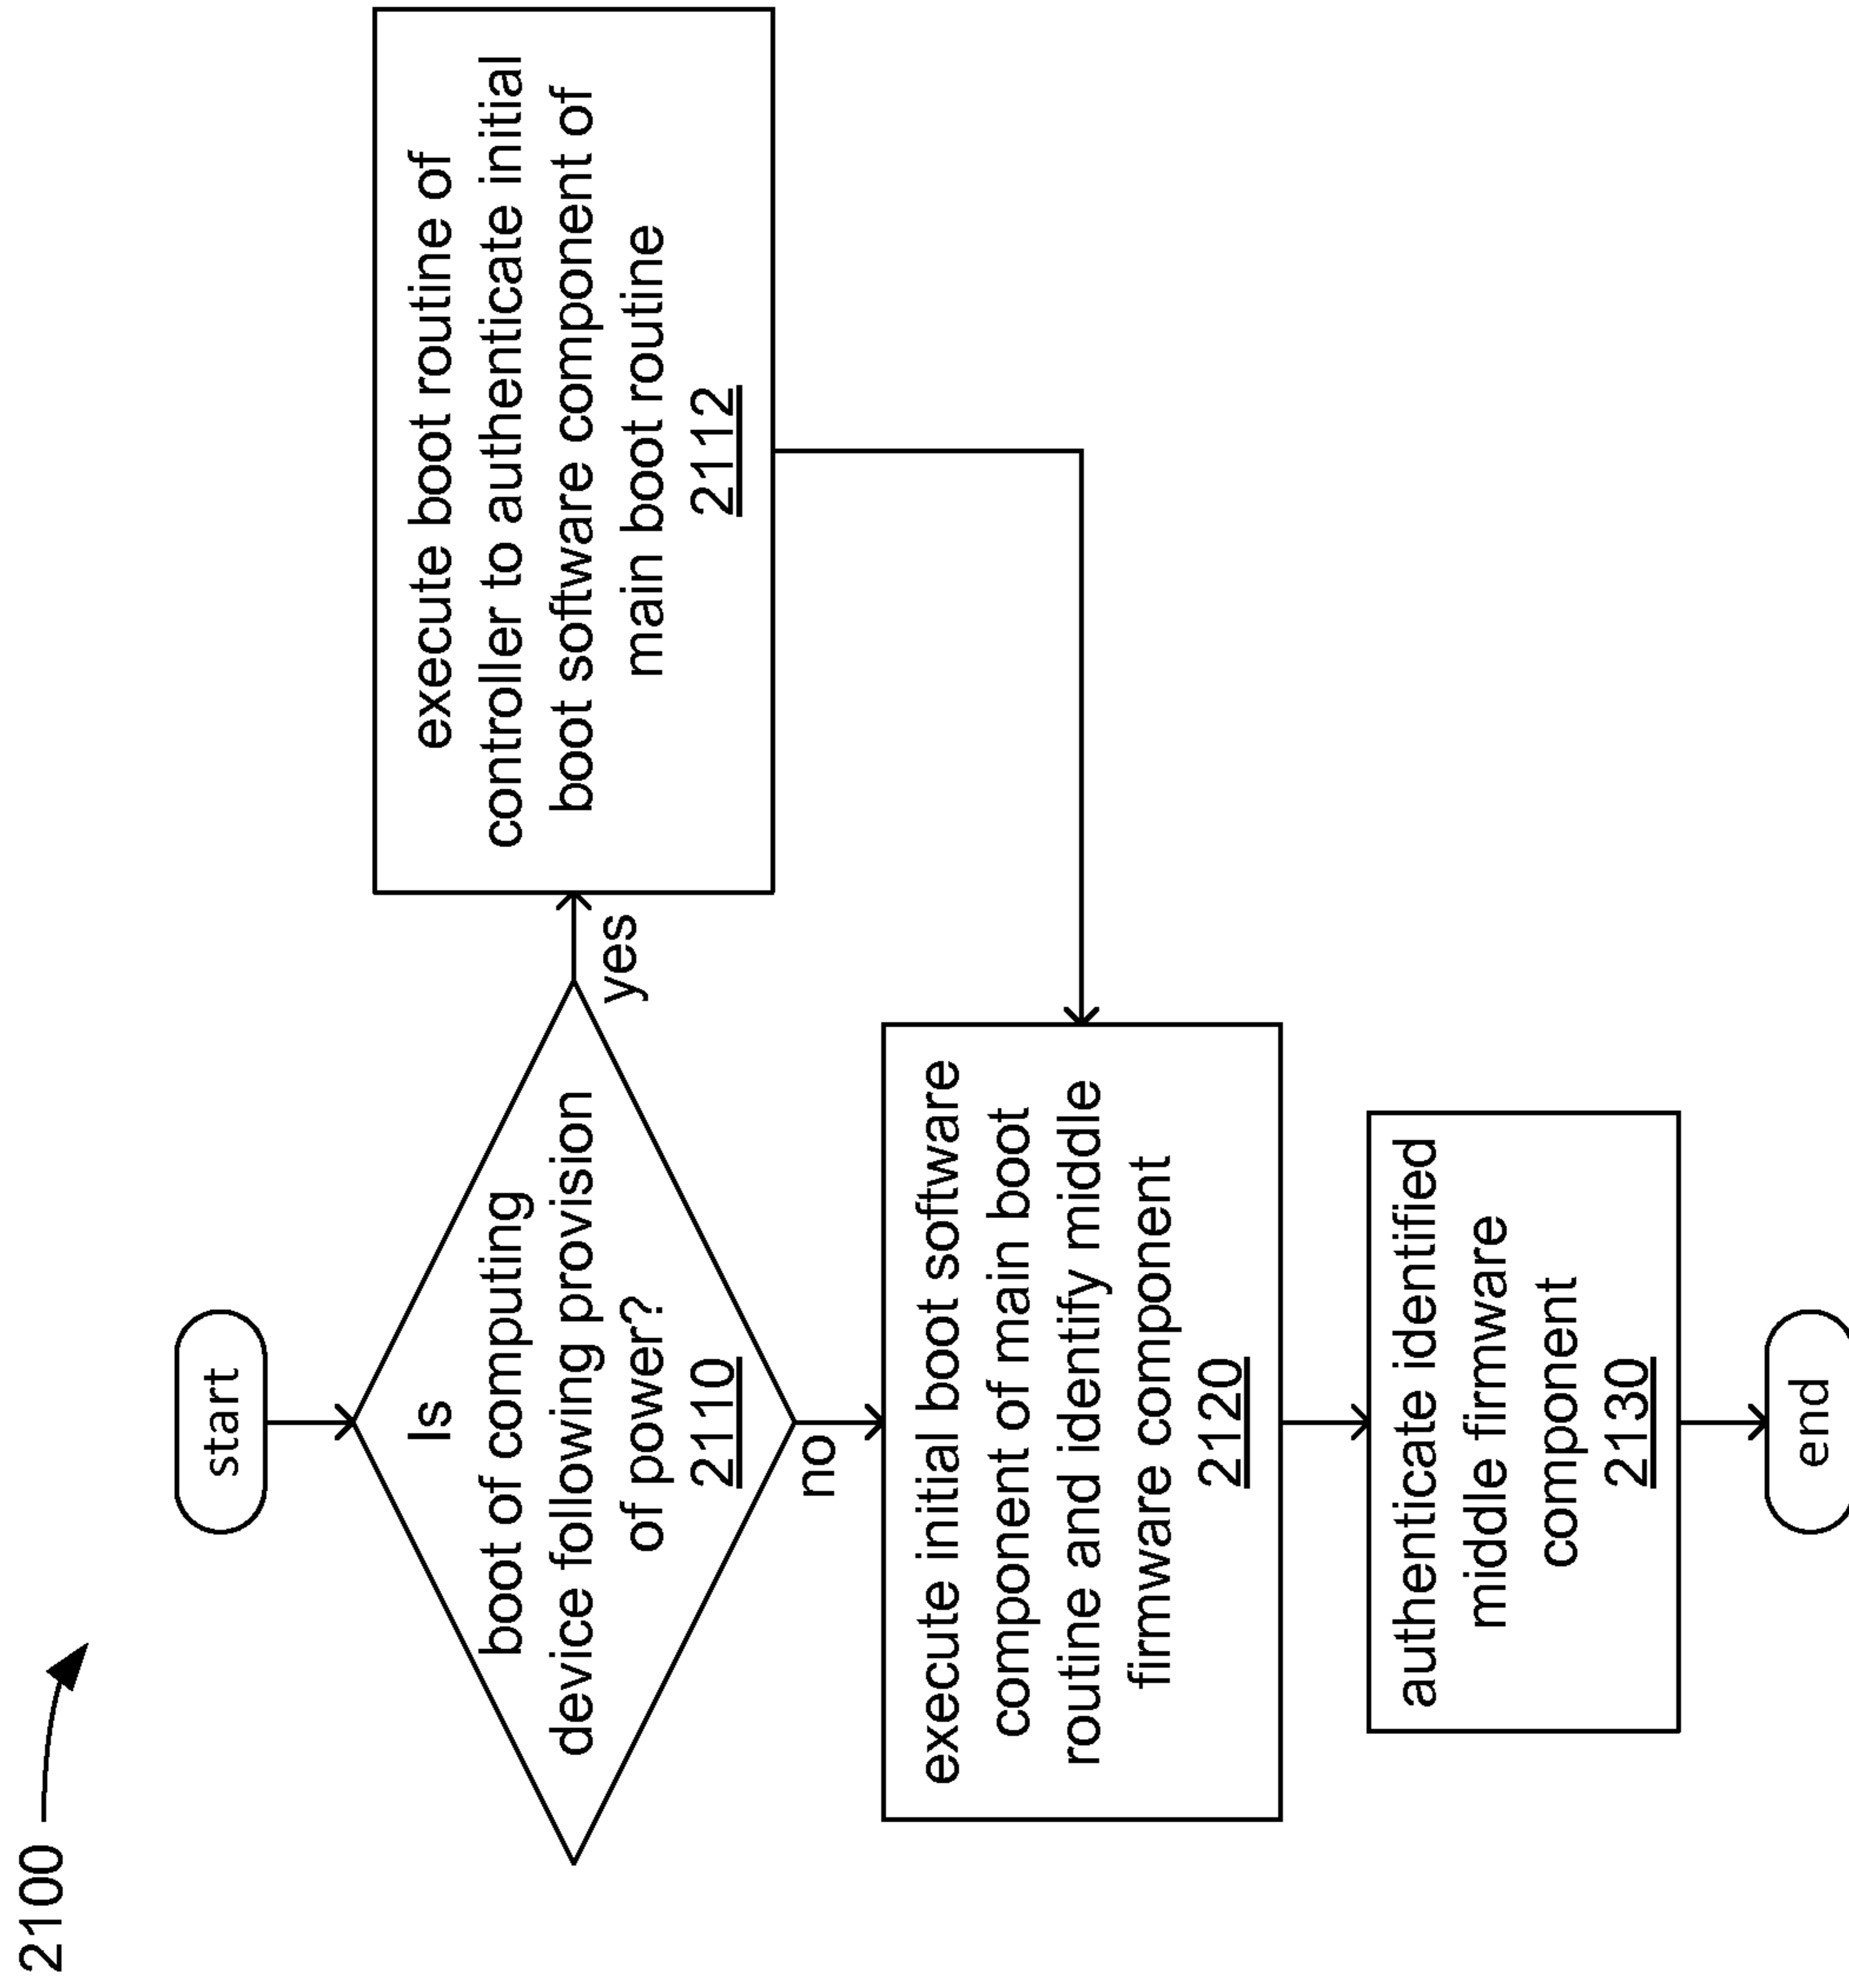 2100
start
Is
boot of computing
device following provision
of power?
2110
yes
no
execute boot routine of
controller to authenticate initial
boot software component of
main boot routine
2112
execute initial boot software
component of main boot
routine and identify middle
firmware component
2120
authenticate identified
middle firmware
component
2130
end